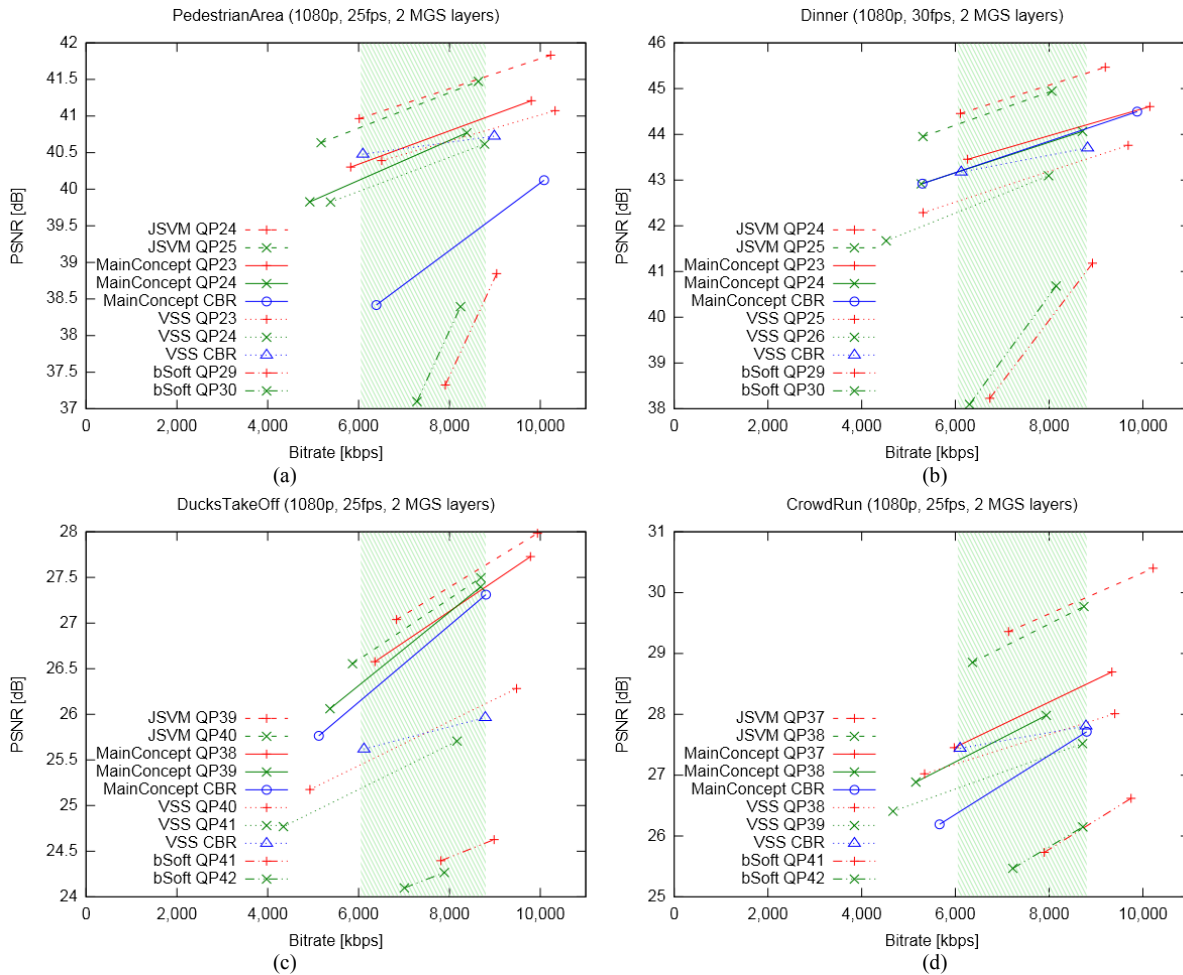 PedestrianArea (1080p, 25fps, 2 MGS layers)
42
41.5
41
40.5
40
39.5
39
38.5
38
37.5
37
PSNR [dB]
JSVM QP24
JSVM QP25
MainConcept QP23
MainConcept QP24
MainConcept CBR
VSS QP23
VSS QP24
VSS CBR
bSoft QP29
bSoft QP30
0 2,000 4,000 6,000 8,000 10,000
Bitrate [kbps]
(a)
Dinner (1080p, 30fps, 2 MGS layers)
46
45
44
43
42
41
40
39
38
PSNR [dB]
JSVM QP24
JSVM QP25
MainConcept QP23
MainConcept QP24
MainConcept CBR
VSS QP25
VSS QP26
VSS CBR
bSoft QP29
bSoft QP30
0 2,000 4,000 6,000 8,000 10,000
Bitrate [kbps]
(b)
DucksTakeOff (1080p, 25fps, 2 MGS layers)
28
27.5
27
26.5
26
25.5
25
24.5
24
PSNR [dB]
JSVM QP39
JSVM QP40
MainConcept QP38
MainConcept QP39
MainConcept CBR
VSS QP40
VSS QP41
VSS CBR
bSoft QP41
bSoft QP42
0 2,000 4,000 6,000 8,000 10,000
Bitrate [kbps]
(c)
CrowdRun (1080p, 25fps, 2 MGS layers)
31
30
29
28
27
26
25
PSNR [dB]
JSVM QP37
JSVM QP38
MainConcept QP37
MainConcept QP38
MainConcept CBR
VSS QP38
VSS QP39
VSS CBR
bSoft QP41
bSoft QP42
0 2,000 4,000 6,000 8,000 10,000
Bitrate [kbps]
(d)